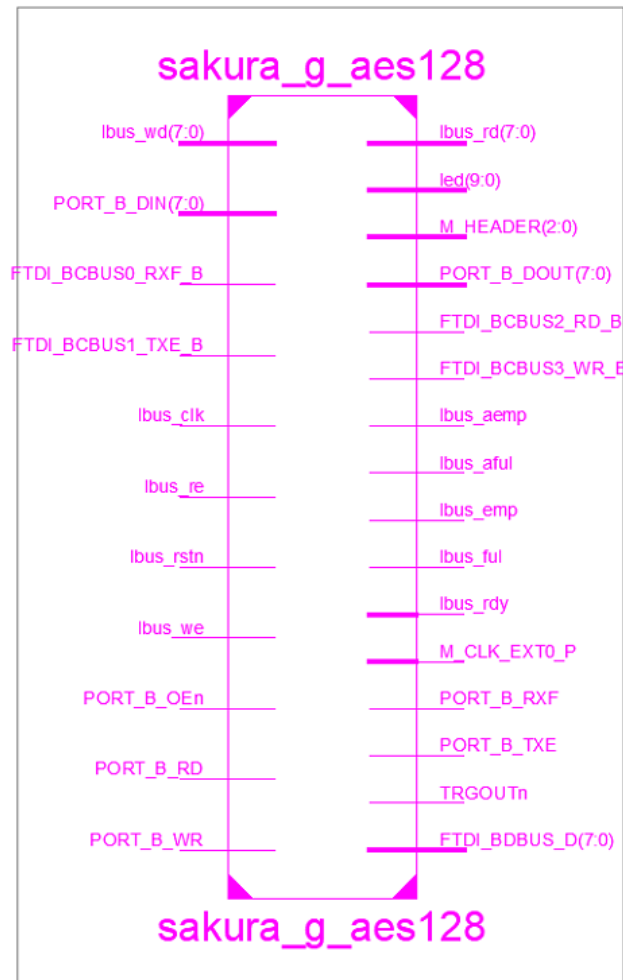 sakura_g_aes128
lbus_wd(7:0)
lbus_rd(7:0)
led(9:0)
PORT_B_DIN(7:0)
M_HEADER(2:0)
FTDI_BCBUS0_RXF_B
PORT_B_DOUT(7:0)
FTDI_BCBUS2_RD_B
FTDI_BCBUS1_TXE_B
FTDI_BCBUS3_WR_B
lbus_clk
lbus_aemp
lbus_aful
lbus_re
lbus_emp
lbus_rstn
lbus_ful
lbus_rdy
lbus_we
M_CLK_EXT0_P
PORT_B_OEn
PORT_B_RXF
PORT_B_TXE
PORT_B_RD
TRGOUTn
PORT_B_WR
FTDI_BDBUS_D(7:0)
sakura_g_aes128